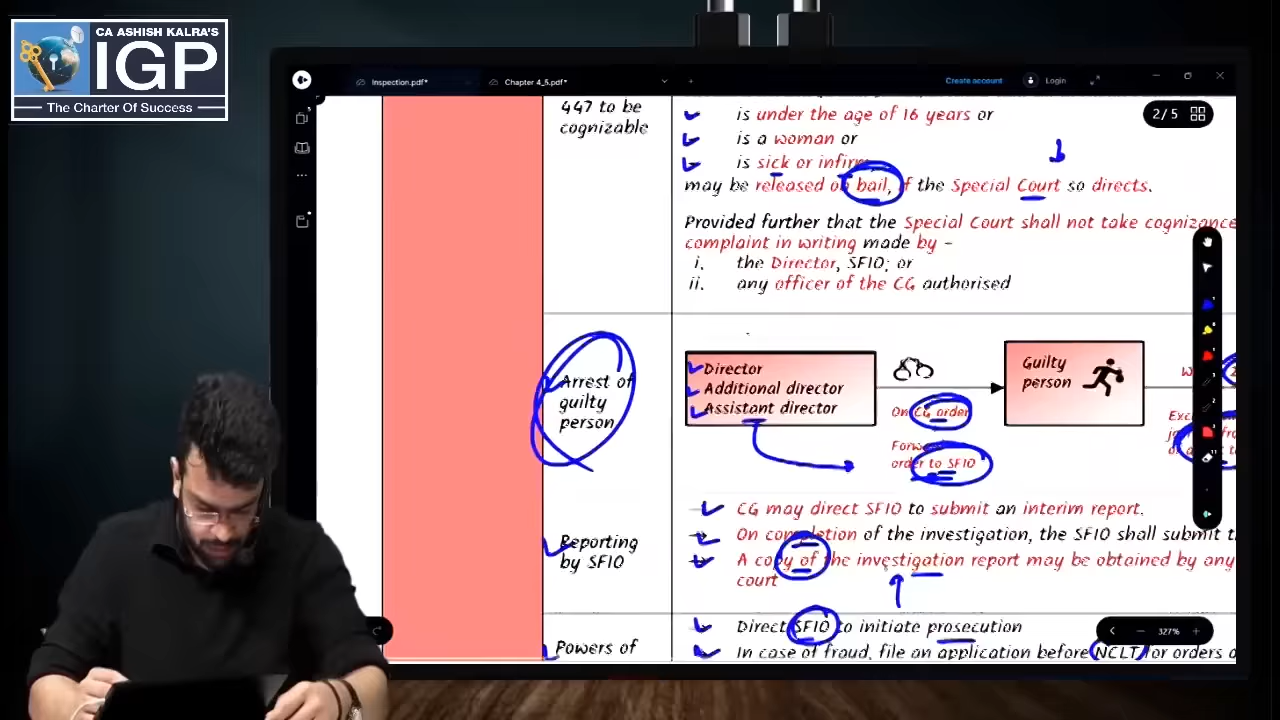 CA ASHISH KALRA'S
IGP
The Charter Of Success
Inspection.pdf*
Chapter 4_5.pdf*
Create account
Login
2/5
447 to be
cognizable
is under the age of 16 years or
is a woman or
is sick or infirm
may be released on bail, if the Special Court so directs.
Provided further that the Special Court shall not take cognizance
complaint in writing made by –
i. the Director, SFIO; or
ii. any officer of the CG authorised
Arrest of
guilty
person
Director
Additional director
Assistant director
On CG order
order to SFIO
Guilty
person
Reporting
by SFIO
CG may direct SFIO to submit an interim report.
On completion of the investigation, the SFIO shall submit
A copy of the investigation report may be obtained by any
court
Powers of
Direct SFIO to initiate prosecution
In case of fraud, file an application before NCLT for orders
327%